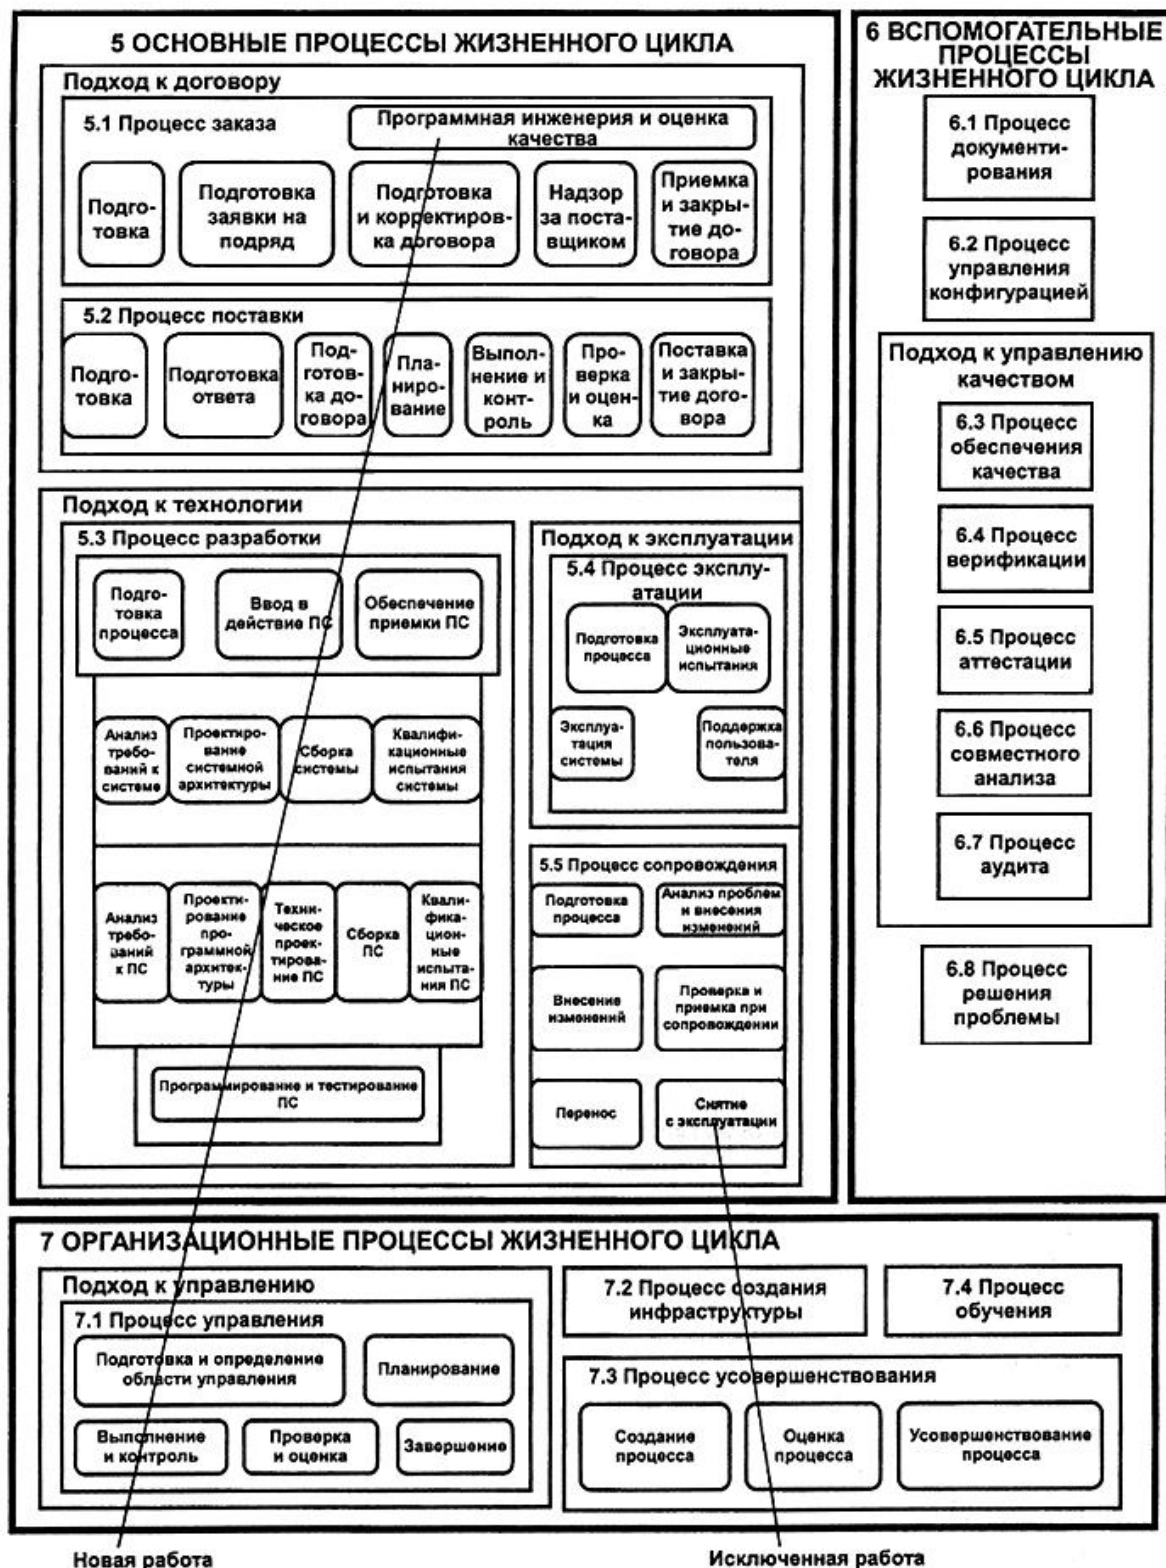 5 ОСНОВНЫЕ ПРОЦЕССЫ ЖИЗНЕННОГО ЦИКЛА
Подход к договору
5.1 Процесс заказа
Программная инженерия и оценка
качества
Подго-
товка
Подготовка
заявки на
подряд
Подготовка
и корректиров-
ка договора
Надзор
за поста-
вщиком
Приемка
и закры-
тие до-
говора
5.2 Процесс поставки
Подго-
товка
Подготовка
ответа
Под-
готов-
ка до-
говора
Пла-
ниро-
вание
Выпол-
нение и
конт-
роль
Про-
верка
и оцен-
ка
Поставка
и закры-
тие дого-
вора
Подход к технологии
5.3 Процесс разработки
Подго-
товка
процесса
Ввод в
действие ПС
Обеспечение
приемки ПС
Анализ
требо-
ваний к
системе
Проектиро-
вание
системной
архитектуры
Сборка
системы
Квалифи-
кационные
испытания
системы
Анализ
требо-
ваний
к ПС
Проекти-
рование
про-
граммной
архитек-
туры
Техни-
ческое
проек-
тирова-
ние ПС
Сборка
ПС
Квали-
фика-
цион-
ные
испыта-
ния ПС
Программирование и тестирование
ПС
Подход к эксплуатации
5.4 Процесс эксплу-
атации
Подготовка
процесса
Эксплуата-
ционные
испытания
Эксплуа-
тация
системы
Поддержка
пользова-
теля
5.5 Процесс сопровождения
Подготовка
процесса
Анализ проблем
и внесения
изменений
Внесение
изменений
Проверка и
приемка при
сопровождении
Перенос
Снятие
с эксплуатации
6 ВСПОМОГАТЕЛЬНЫЕ
ПРОЦЕССЫ
ЖИЗНЕННОГО ЦИКЛА
6.1 Процесс
документи-
рования
6.2 Процесс
управления
конфигурацией
Подход к управлению
качеством
6.3 Процесс
обеспечения
качества
6.4 Процесс
верификации
6.5 Процесс
аттестации
6.6 Процесс
совместного
анализа
6.7 Процесс
аудита
6.8 Процесс
решения
проблемы
7 ОРГАНИЗАЦИОННЫЕ ПРОЦЕССЫ ЖИЗНЕННОГО ЦИКЛА
Подход к управлению
7.1 Процесс управления
Подготовка и определение
области управления
Планирование
Выполнение
и контроль
Проверка
и оценка
Завершение
7.2 Процесс создания
инфраструктуры
7.4 Процесс
обучения
7.3 Процесс усовершенствования
Создание
процесса
Оценка
процесса
Усовершенствование
процесса
Новая работа
Исключенная работа